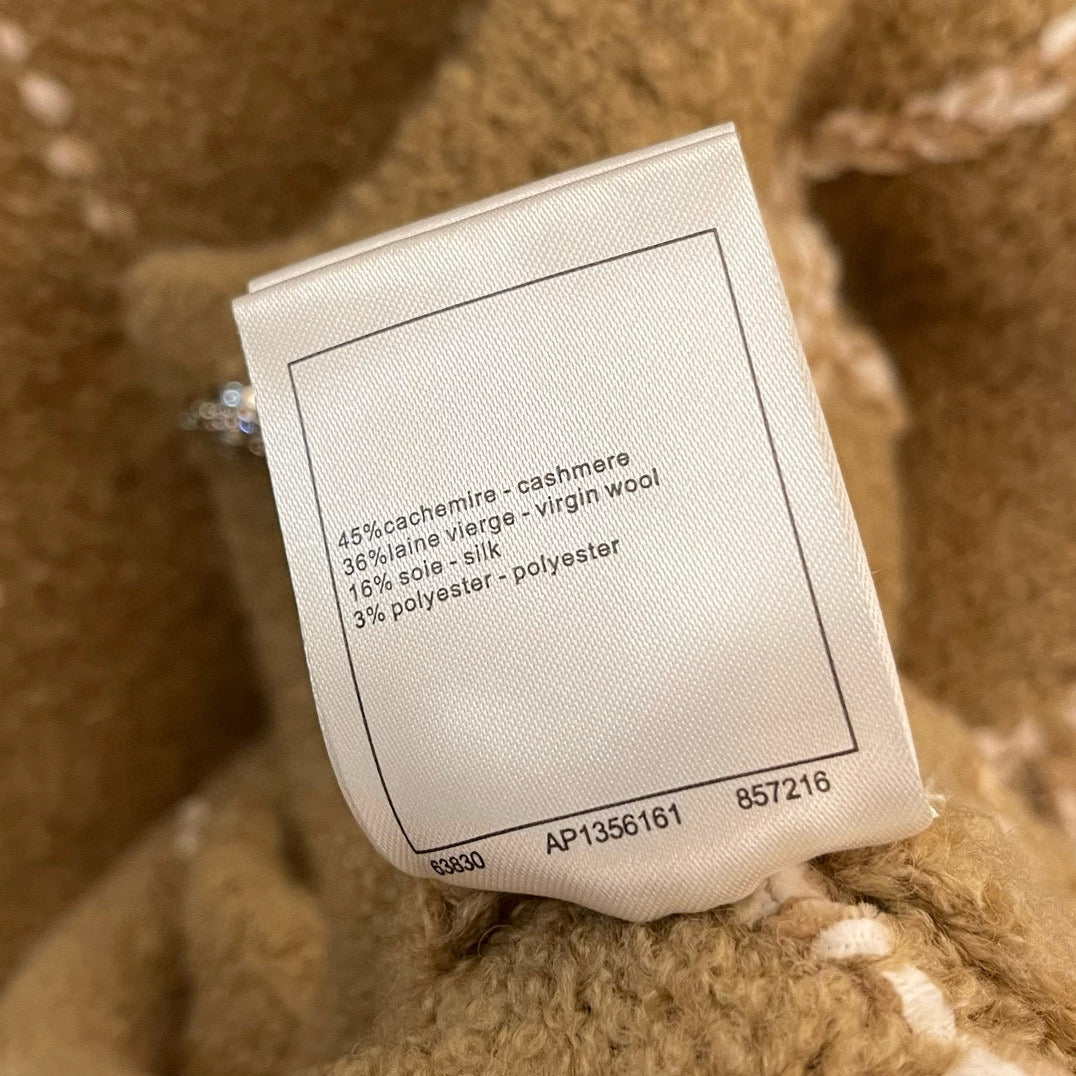 45%cachemire - cashmere
36%laine vierge - virgin wool
16% soie - silk
3% polyester - polyester
63830 AP1356161 857216